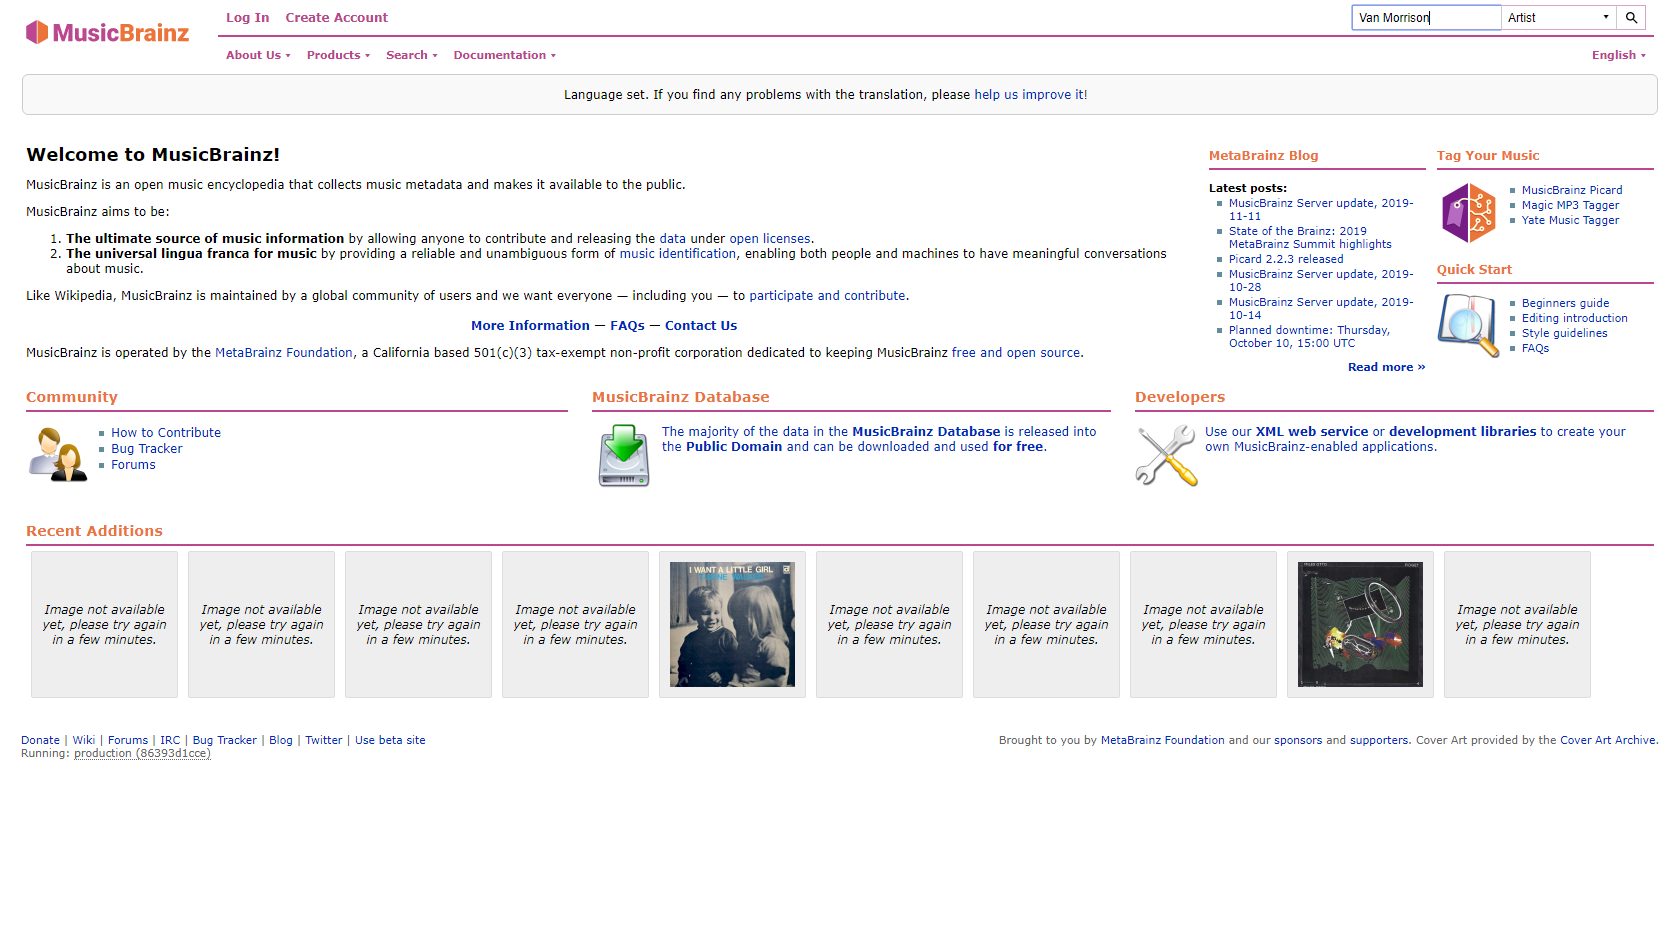 MusicBrainz
Log In Create Account
Van Morrison Artist
About Us Products Search Documentation
English
Language set. If you find any problems with the translation, please help us improve it!
Welcome to MusicBrainz!
MusicBrainz is an open music encyclopedia that collects music metadata and makes it available to the public.
MusicBrainz aims to be:
1. The ultimate source of music information by allowing anyone to contribute and releasing the data under open licenses.
2. The universal lingua franca for music by providing a reliable and unambiguous form of music identification, enabling both people and machines to have meaningful conversations
about music.
Like Wikipedia, MusicBrainz is maintained by a global community of users and we want everyone — including you — to participate and contribute.
More Information — FAQs — Contact Us
MusicBrainz is operated by the MetaBrainz Foundation, a California based 501(c)(3) tax-exempt non-profit corporation dedicated to keeping MusicBrainz free and open source.
MetaBrainz Blog
Latest posts:
MusicBrainz Server update, 2019-
11-11
State of the Brainz: 2019
MetaBrainz Summit highlights
Picard 2.2.3 released
MusicBrainz Server update, 2019-
10-28
MusicBrainz Server update, 2019-
10-14
Planned downtime: Thursday,
October 10, 15:00 UTC
Read more »
Tag Your Music
MusicBrainz Picard
Magic MP3 Tagger
Yate Music Tagger
Quick Start
Beginners guide
Editing introduction
Style guidelines
FAQs
Community
How to Contribute
Bug Tracker
Forums
MusicBrainz Database
The majority of the data in the MusicBrainz Database is released into
the Public Domain and can be downloaded and used for free.
Developers
Use our XML web service or development libraries to create your
own MusicBrainz-enabled applications.
Recent Additions
Image not available
yet, please try again
in a few minutes.
Image not available
yet, please try again
in a few minutes.
Image not available
yet, please try again
in a few minutes.
Image not available
yet, please try again
in a few minutes.
I WANT A LITTLE GIRL
Image not available
yet, please try again
in a few minutes.
Image not available
yet, please try again
in a few minutes.
Image not available
yet, please try again
in a few minutes.
Image not available
yet, please try again
in a few minutes.
Donate | Wiki | Forums | IRC | Bug Tracker | Blog | Twitter | Use beta site
Running: production (86393d1cce)
Brought to you by MetaBrainz Foundation and our sponsors and supporters. Cover Art provided by the Cover Art Archive.